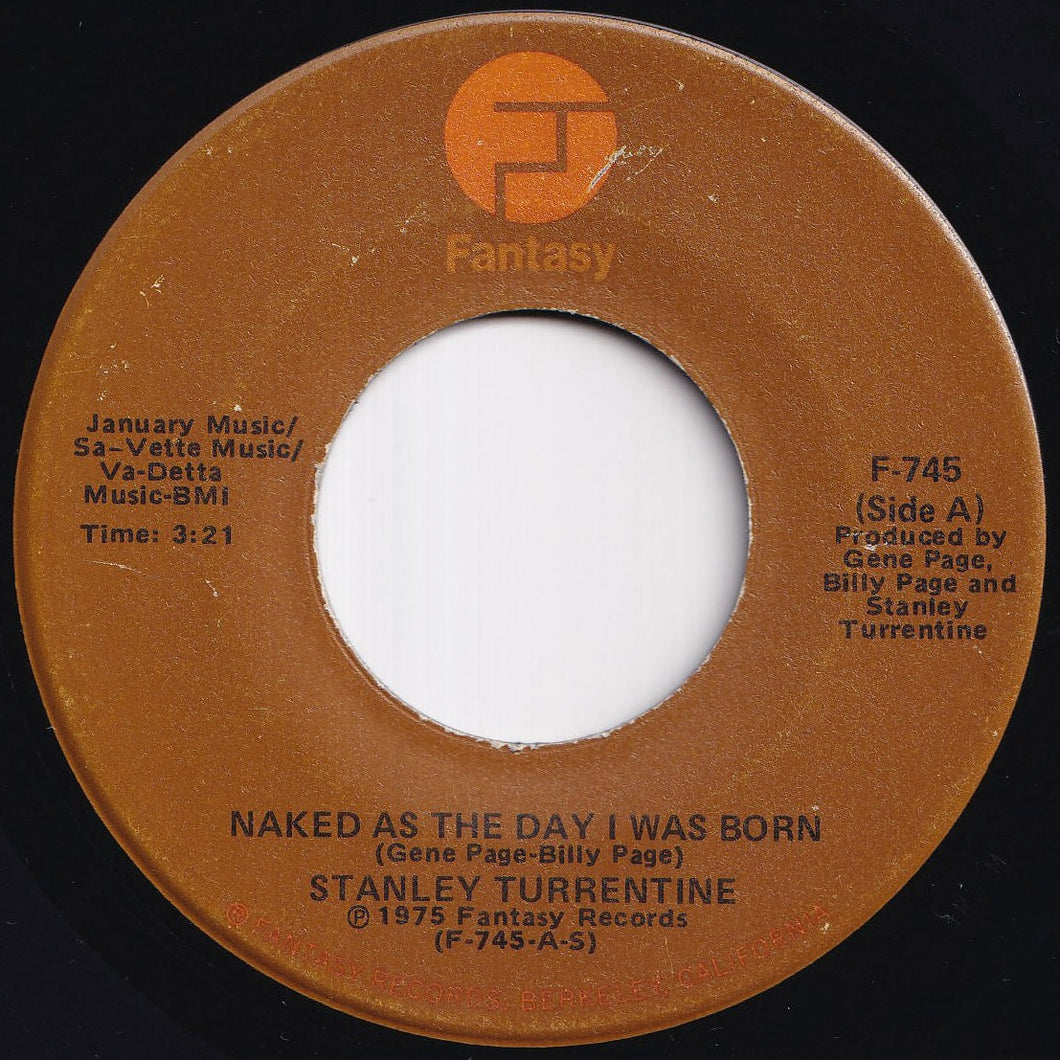 Fantasy
January Music/
Sa-Vette Music/
Va-Detta
Music-BMI
Time: 3:21
F-745
(Side A)
Produced by
Gene Page,
Billy Page and
Stanley
Turrentine
NAKED AS THE DAY I WAS BORN
(Gene Page-Billy Page)
STANLEY TURRENTINE
℗ 1975 Fantasy Records
(F-745-A-S)
® FANTASY RECORDS, BERKELEY, CALIFORNIA